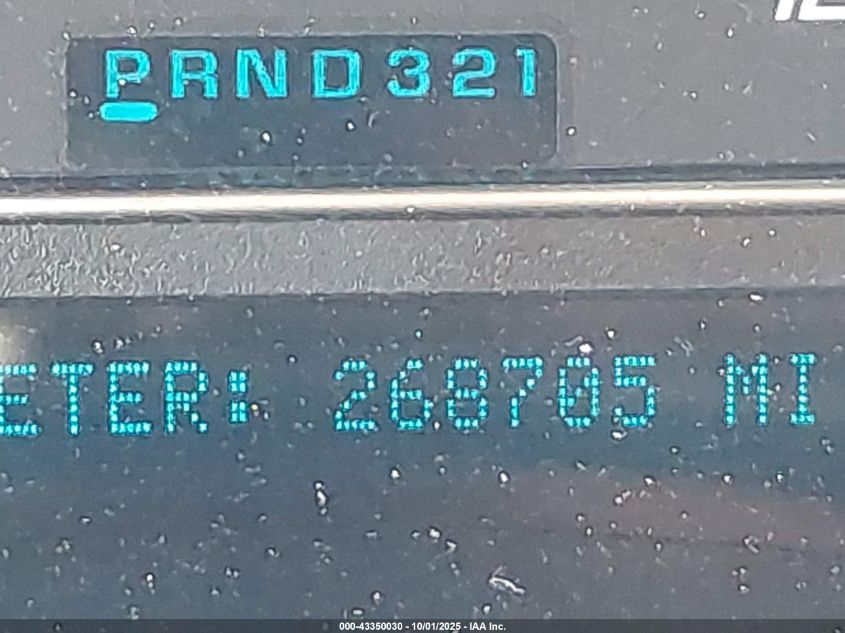 PRND321
ETER: 268705 MI
000-43350030 - 10/01/2025 - IAA Inc.